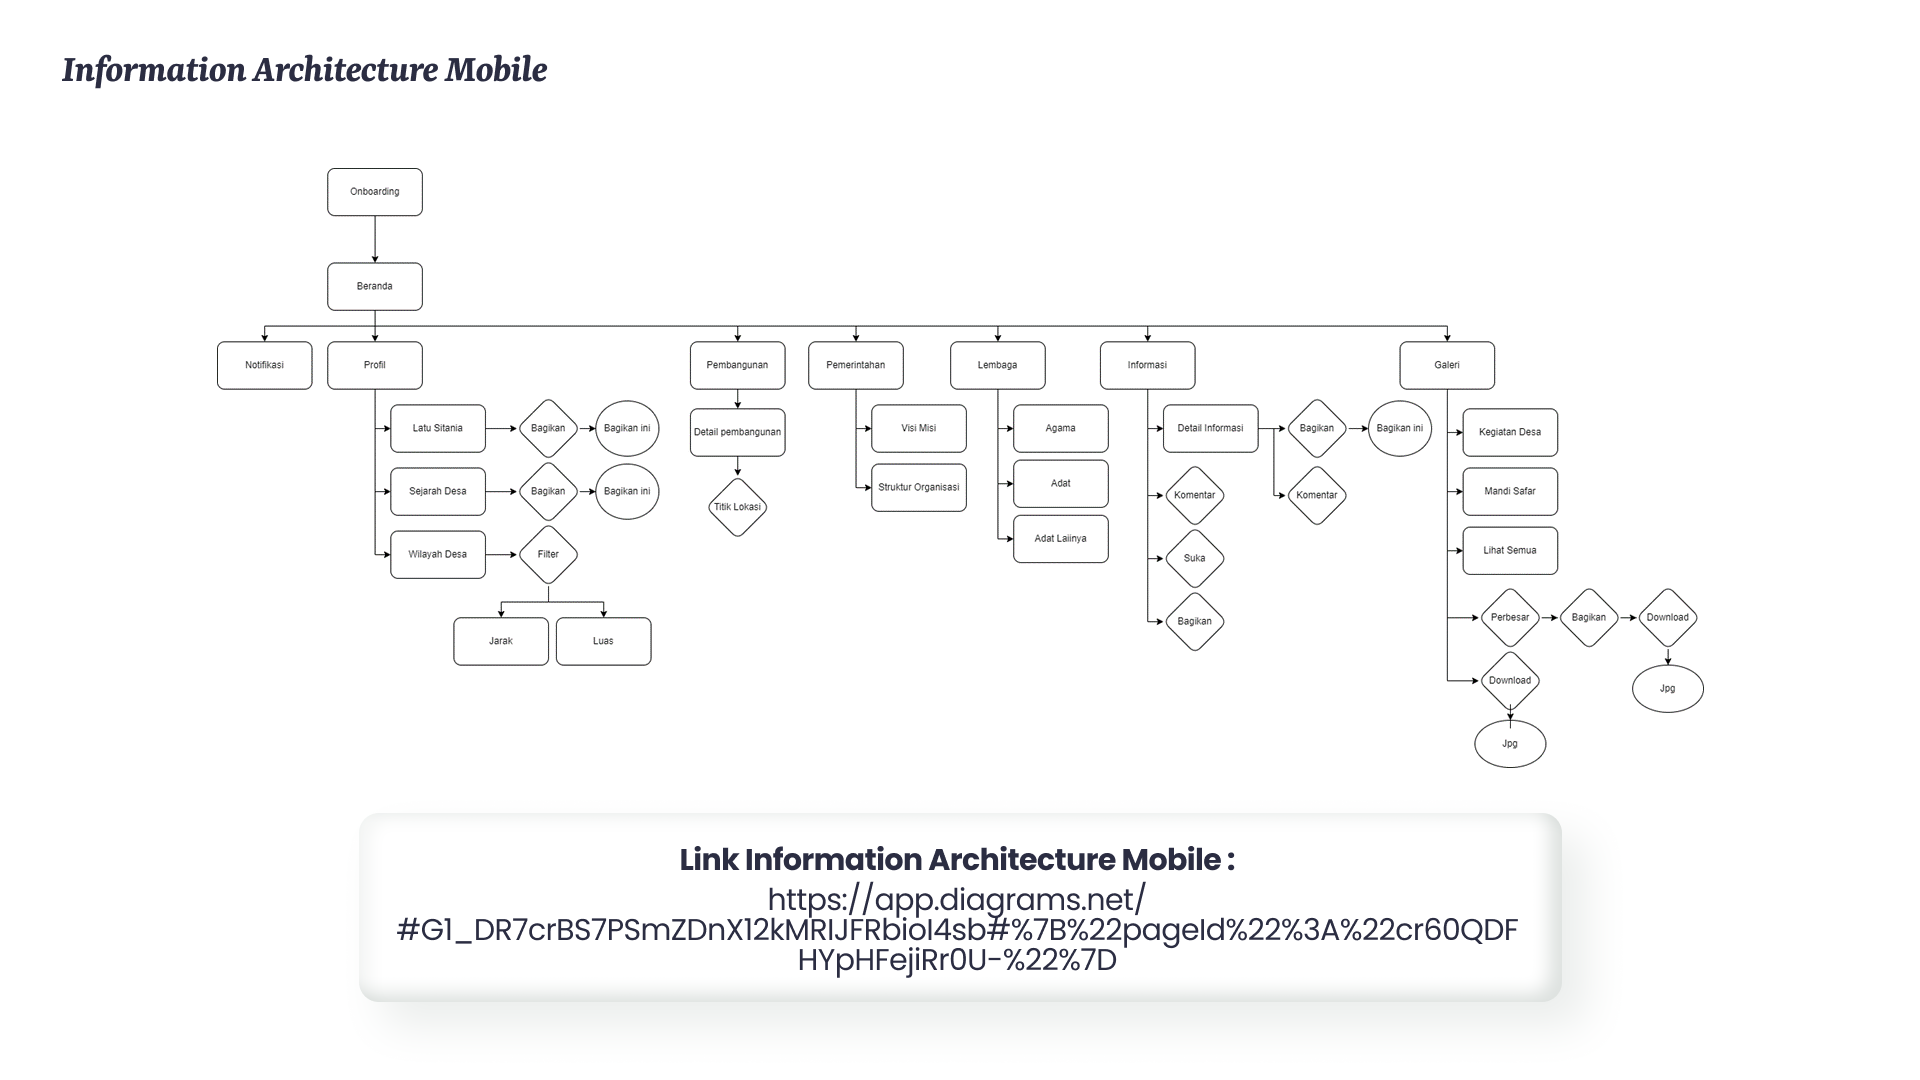 Information Architecture Mobile
Onboarding
Beranda
Notifikasi
Profil
Pembangunan
Pemerintahan
Lembaga
Informasi
Galeri
Latu Sitania
Bagikan
Bagikan ini
Sejarah Desa
Bagikan
Bagikan ini
Wilayah Desa
Filter
Jarak
Luas
Detail pembangunan
Titik Lokasi
Visi Misi
Struktur Organisasi
Agama
Adat
Adat Laiinya
Detail Informasi
Bagikan
Bagikan ini
Komentar
Komentar
Suka
Bagikan
Kegiatan Desa
Mandi Safar
Lihat Semua
Perbesar
Bagikan
Download
Jpg
Download
Jpg
Link Information Architecture Mobile :
https://app.diagrams.net/
#G1_DR7crBS7PSmZDnX12kMRIJFRbioI4sb#%7B%22pageId%22%3A%22cr60QDF
HYpHFejiRr0U-%22%7D